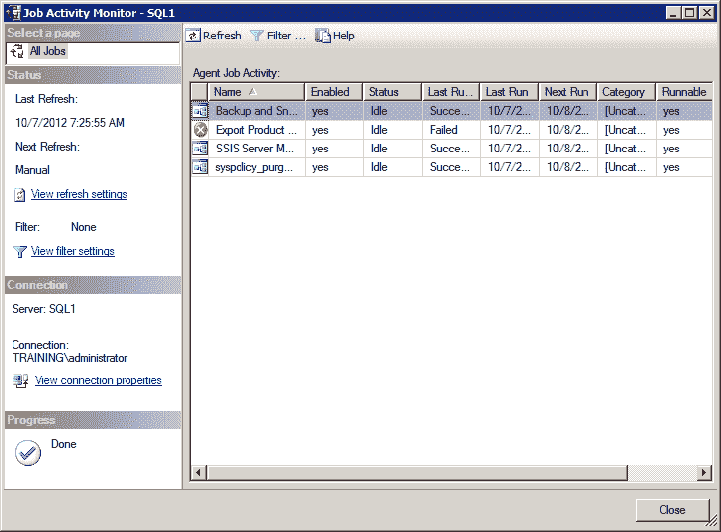 Job Activity Monitor - SQL1
Select a page
All Jobs
Status
Last Refresh:
10/7/2012 7:25:55 AM
Next Refresh:
Manual
View refresh settings
Filter: None
View filter settings
Connection
Server: SQL1
Connection:
TRAINING\administrator
View connection properties
Progress
Done
Refresh Filter ... Help
Agent Job Activity:
Name Enabled Status Last Ru... Last Run Next Run Category Runnable
Backup and Sn... yes Idle Succe... 10/7/2... 10/8/2... [Uncat... yes
Export Product ... yes Idle Failed 10/7/2... 10/8/2... [Uncat... yes
SSIS Server M... yes Idle Succe... 10/7/2... 10/8/2... [Uncat... yes
syspolicy_purg... yes Idle Succe... 10/7/2... 10/8/2... [Uncat... yes
Close